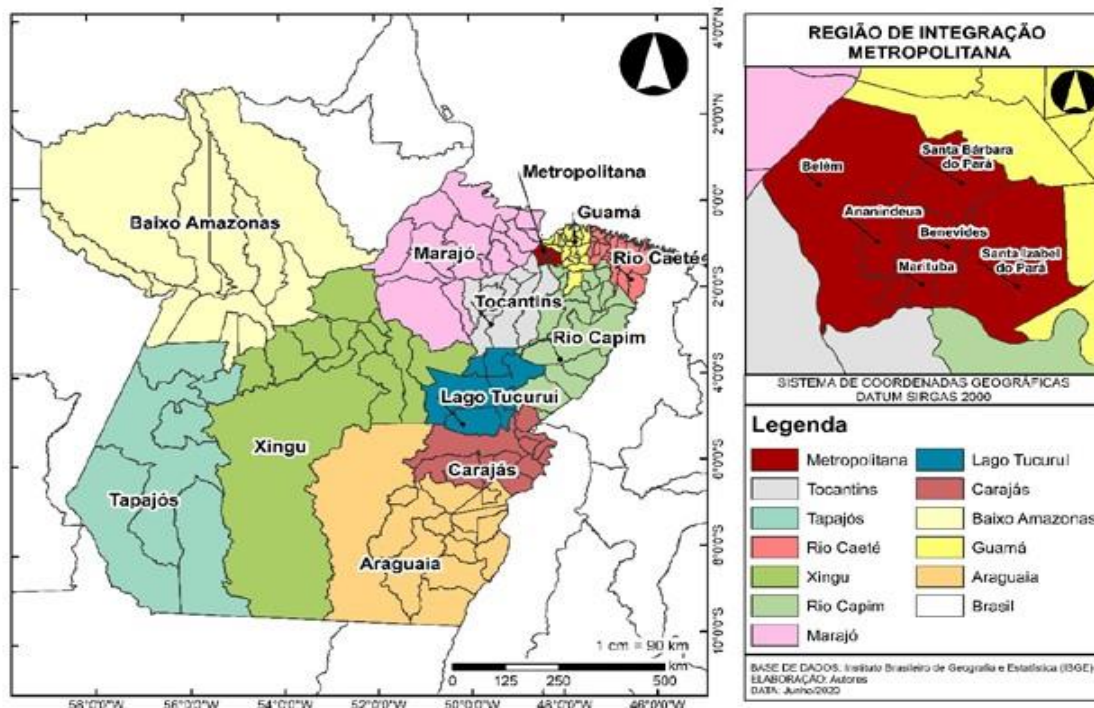 Metropolitana
Guamá
Baixo Amazonas
Marajó
Rio Caeté
Tocantins
Rio Capim
Lago Tucurui
Xingu
Carajás
Tapajós
Araguaia
1 cm = 90 km
km
0 125 250 500
4°0'0"N
2°0'0"N
0°0'0"
2°0'0"S
4°0'0"S
6°0'0"S
8°0'0"S
10°0'0"S
58°0'0"W 56°0'0"W 54°0'0"W 52°0'0"W 50°0'0"W 48°0'0"W 46°0'0"W
REGIÃO DE INTEGRAÇÃO
METROPOLITANA
Belém
Santa Bárbara
do Pará
Ananindeua
Benevides
Santa Izabel
do Pará
Marituba
SISTEMA DE COORDENADAS GEOGRÁFICAS
DATUM SIRGAS 2000
Legenda
Metropolitana
Tocantins
Tapajós
Rio Caeté
Xingu
Rio Capim
Marajó
Lago Tucuruí
Carajás
Baixo Amazonas
Guamá
Araguaia
Brasil
BASE DE DADOS: Instituto Brasileiro de Geografia e Estatística (IBGE)
ELABORAÇÃO: Autores
DATA: Junho/2020